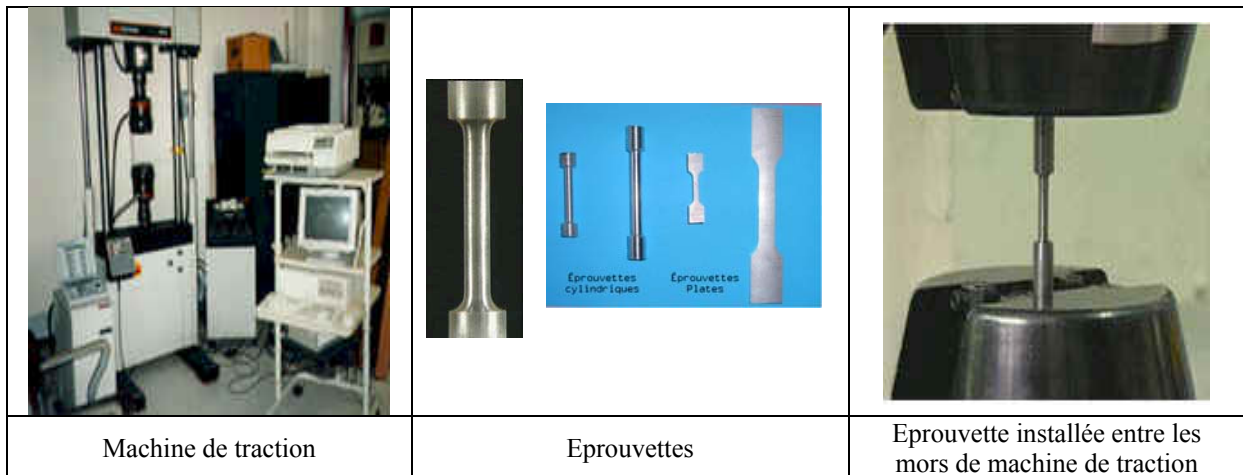 Éprouvettes
cylindriques
Éprouvettes
Plates
Machine de traction
Eprouvettes
Eprouvette installée entre les
mors de machine de traction